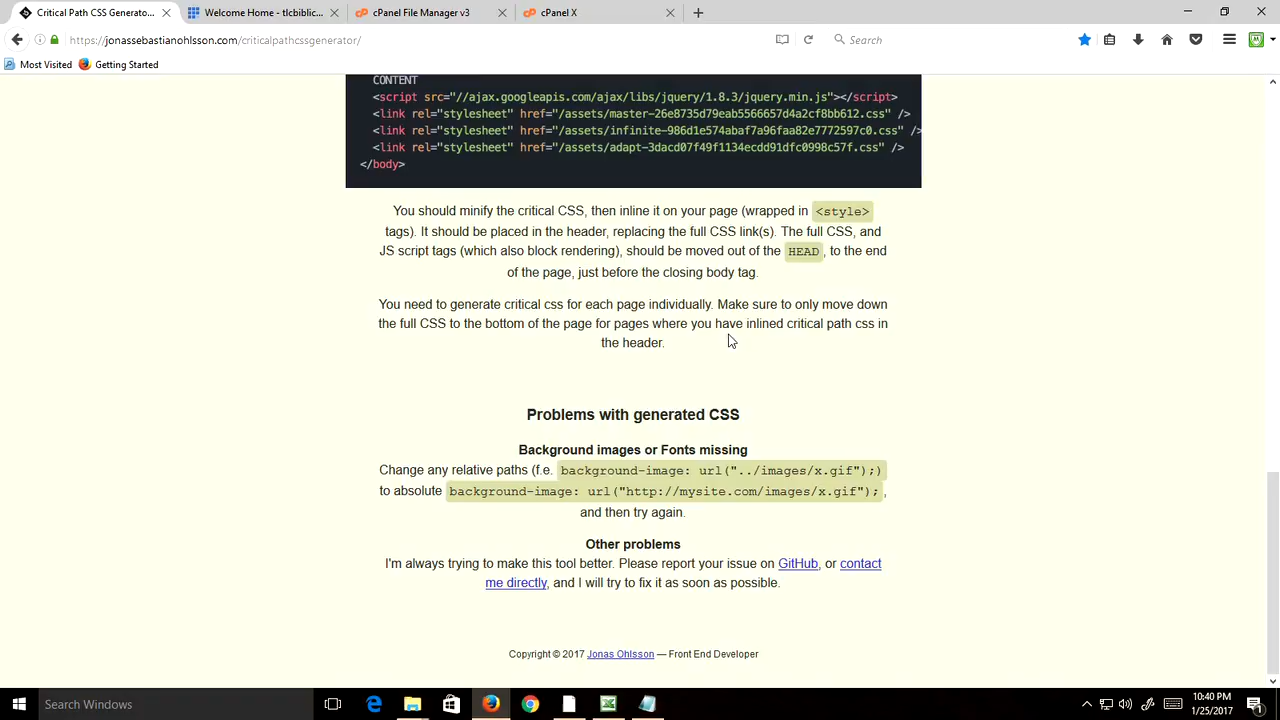 Critical Path CSS Generato...
Welcome Home - tlcbiblic...
cPanel File Manager v3
cPanel X
https://jonassebastianohlsson.com/criticalpathcssgenerator/
Search
Most Visited
Getting Started
CONTENT
<script src="//ajax.googleapis.com/ajax/libs/jquery/1.8.3/jquery.min.js"></script>
<link rel="stylesheet" href="/assets/master-26e8735d79eab5566657d4a2cf8bb612.css" />
<link rel="stylesheet" href="/assets/infinite-986d1e574abaf7a96faa82e7772597c0.css" />
<link rel="stylesheet" href="/assets/adapt-3dacd07f49f1134ecdd91dfc0998c57f.css" />
</body>
You should minify the critical CSS, then inline it on your page (wrapped in <style>
tags). It should be placed in the header, replacing the full CSS link(s). The full CSS, and
JS script tags (which also block rendering), should be moved out of the HEAD, to the end
of the page, just before the closing body tag.
You need to generate critical css for each page individually. Make sure to only move down
the full CSS to the bottom of the page for pages where you have inlined critical path css in
the header.
Problems with generated CSS
Background images or Fonts missing
Change any relative paths (f.e. background-image: url("../images/x.gif");)
to absolute background-image: url("http://mysite.com/images/x.gif"); ,
and then try again.
Other problems
I'm always trying to make this tool better. Please report your issue on GitHub, or contact
me directly, and I will try to fix it as soon as possible.
Copyright © 2017 Jonas Ohlsson — Front End Developer
Search Windows
10:40 PM
1/25/2017